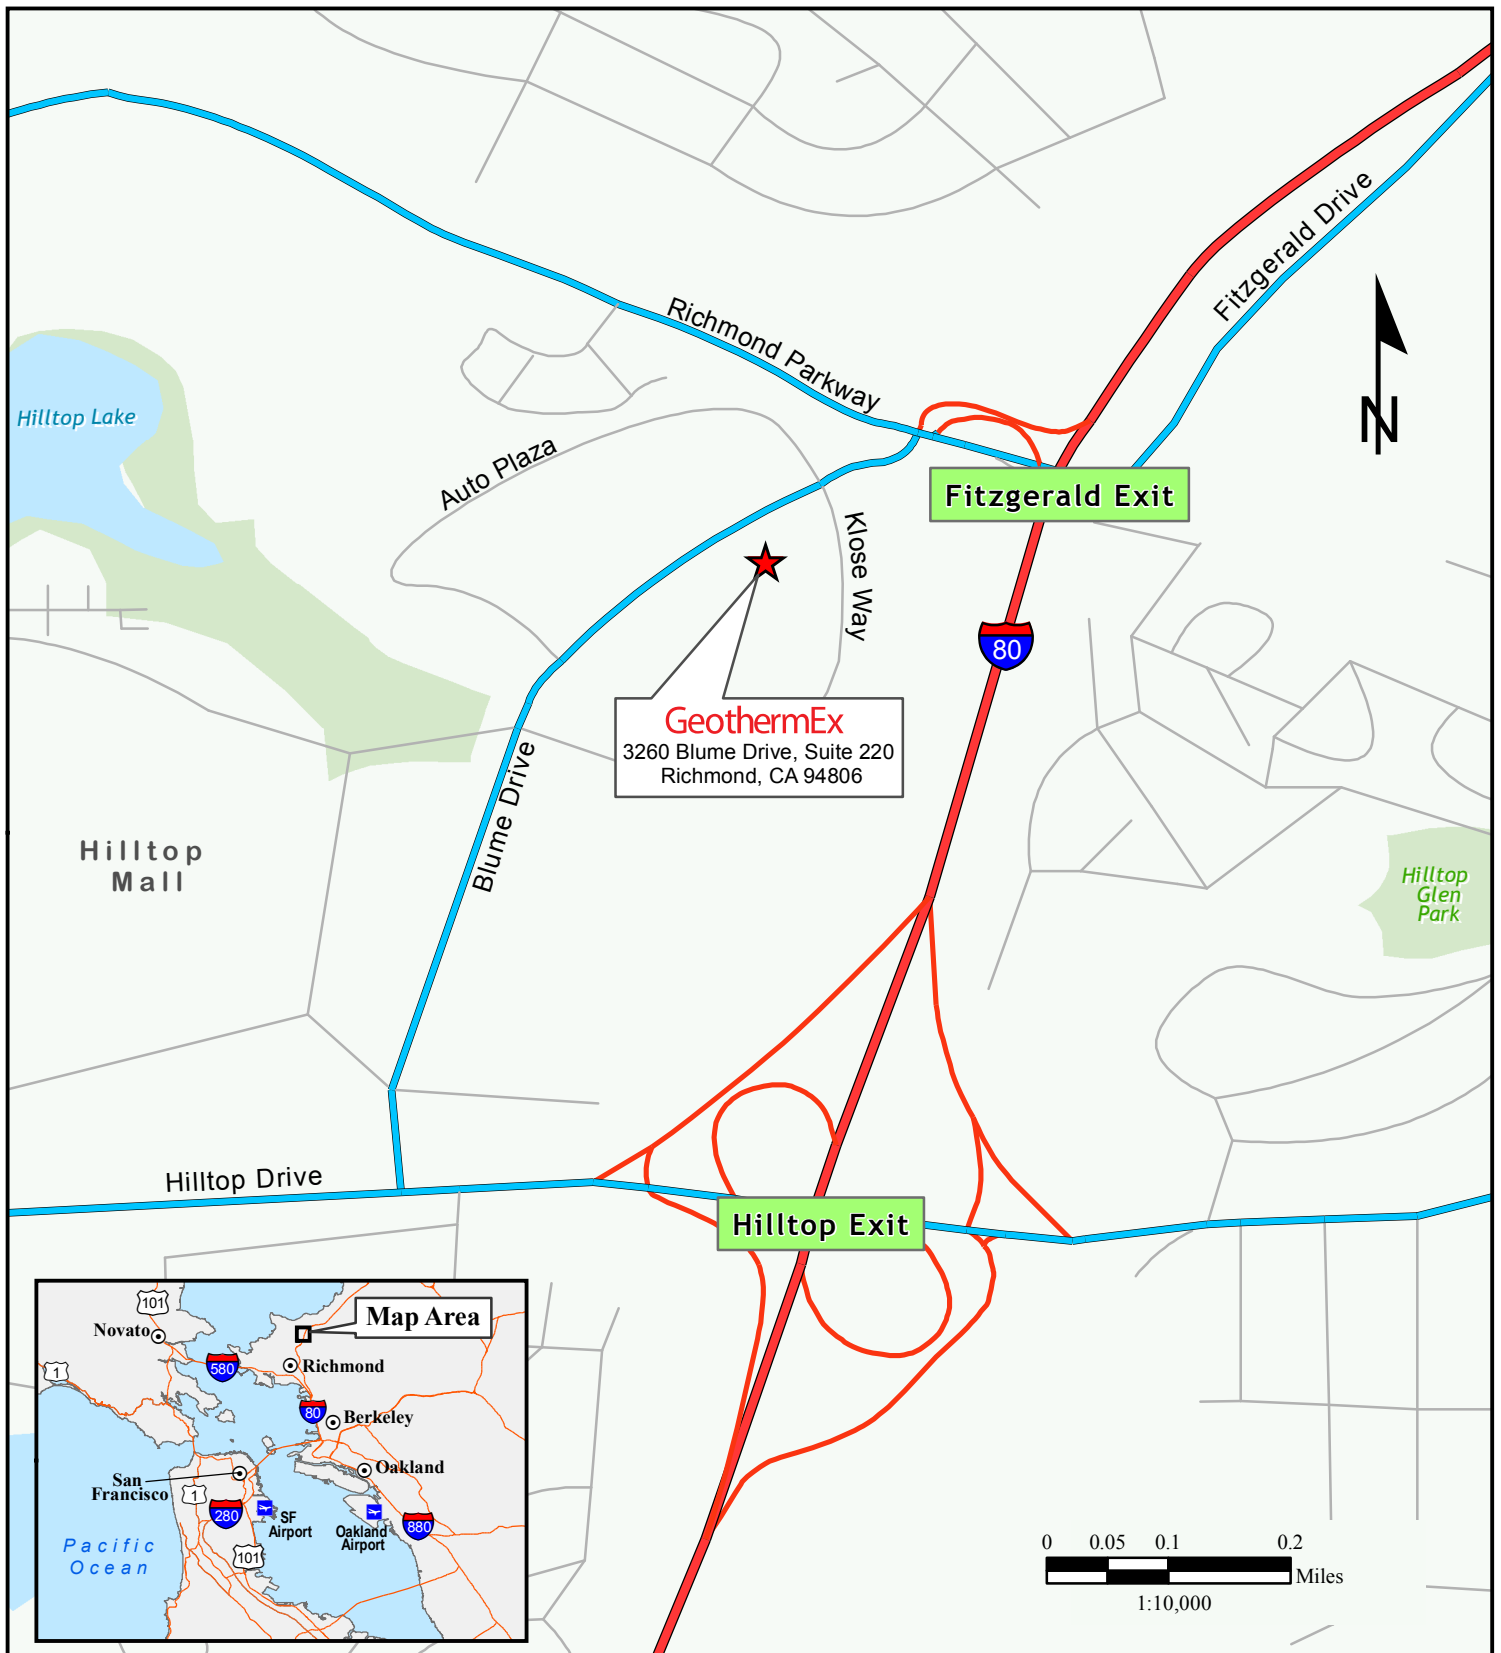 Fitzgerald Drive
Richmond Parkway
Hilltop Lake
N
Auto Plaza
Fitzgerald Exit
Klose Way
80
GeothermEx
3260 Blume Drive, Suite 220
Richmond, CA 94806
Blume Drive
Hilltop
Mall
Hilltop
Glen
Park
Hilltop Drive
Hilltop Exit
101
Map Area
Novato
1
580
Richmond
80
Berkeley
Oakland
San
Francisco
1
280
SF
Airport
Oakland
Airport
880
101
Pacific
Ocean
0 0.05 0.1 0.2
Miles
1:10,000